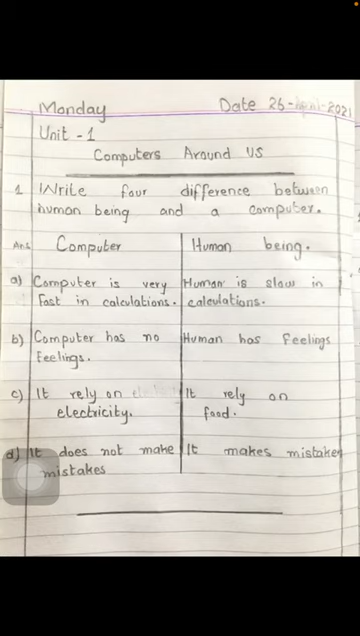 Monday Date 26-April-2021
Unit - 1
Computers Around US
1 Write four difference between
human being and a computer.
Ans Computer Human being.
a) Computer is very Human is slow in
fast in calculations. calculations.
b) Computer has no Human has feelings
feelings.
c) It rely on It rely on
electricity. food.
d) It does not make It makes mistakes
mistakes